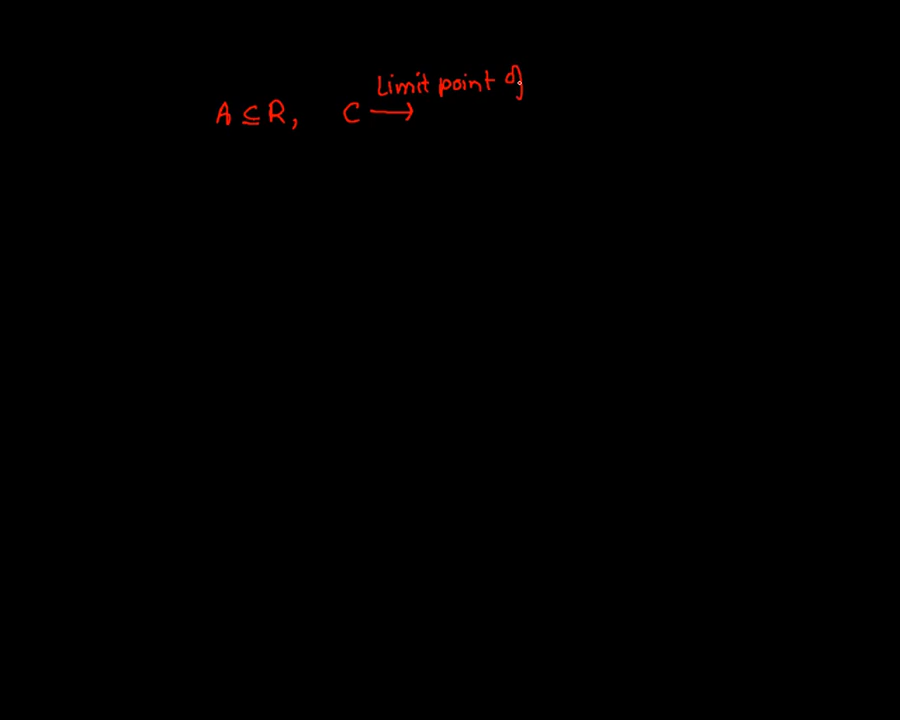 Limit point of
A ⊆ R, C →